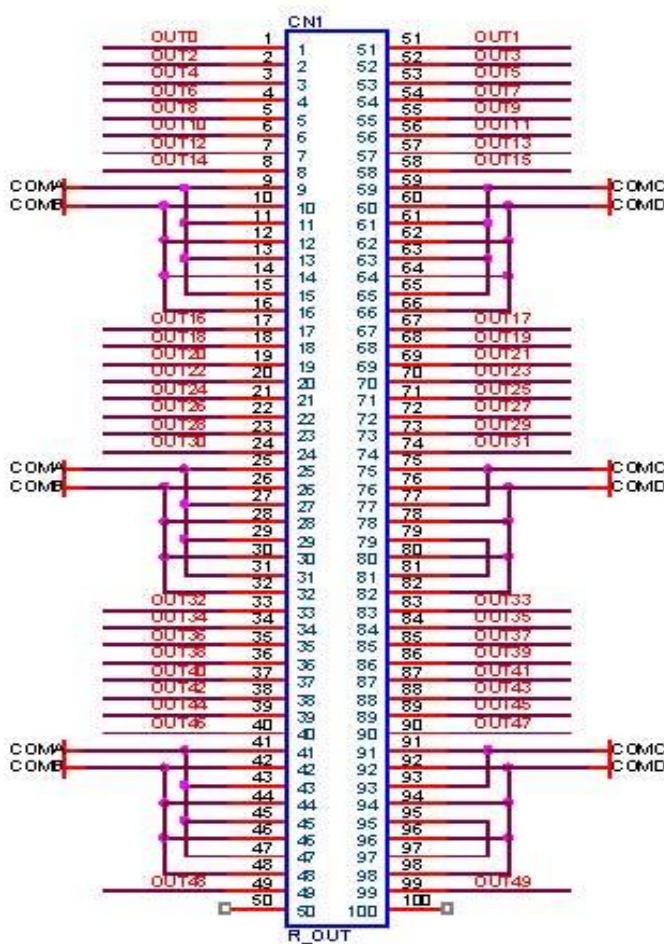 CN1
OUT0 1 1 51 51 OUT1
OUT2 2 2 52 52 OUT3
OUT4 3 3 53 53 OUT5
OUT6 4 4 54 54 OUT7
OUT8 5 5 55 55 OUT9
OUT10 6 6 56 56 OUT11
OUT12 7 7 57 57 OUT13
OUT14 8 8 58 58 OUT15
COMA 9 9 59 59 COMC
COMB 10 10 60 60 COMD
11 11 61 61
12 12 62 62
13 13 63 63
14 14 64 64
15 15 65 65
16 16 66 66
OUT16 17 17 67 67 OUT17
OUT18 18 18 68 68 OUT19
OUT20 19 19 69 69 OUT21
OUT22 20 20 70 70 OUT23
OUT24 21 21 71 71 OUT25
OUT26 22 22 72 72 OUT27
OUT28 23 23 73 73 OUT29
OUT30 24 24 74 74 OUT31
COMA 25 25 75 75 COMC
COMB 26 26 76 76 COMD
27 27 77 77
28 28 78 78
29 29 79 79
30 30 80 80
31 31 81 81
32 32 82 82
OUT32 33 33 83 83 OUT33
OUT34 34 34 84 84 OUT35
OUT36 35 35 85 85 OUT37
OUT38 36 36 86 86 OUT39
OUT40 37 37 87 87 OUT41
OUT42 38 38 88 88 OUT43
OUT44 39 39 89 89 OUT45
OUT46 40 40 90 90 OUT47
COMA 41 41 91 91 COMC
COMB 42 42 92 92 COMD
43 43 93 93
44 44 94 94
45 45 95 95
46 46 96 96
47 47 97 97
48 48 98 98
OUT48 49 49 99 99 OUT49
50 50 100 100
R_OUT